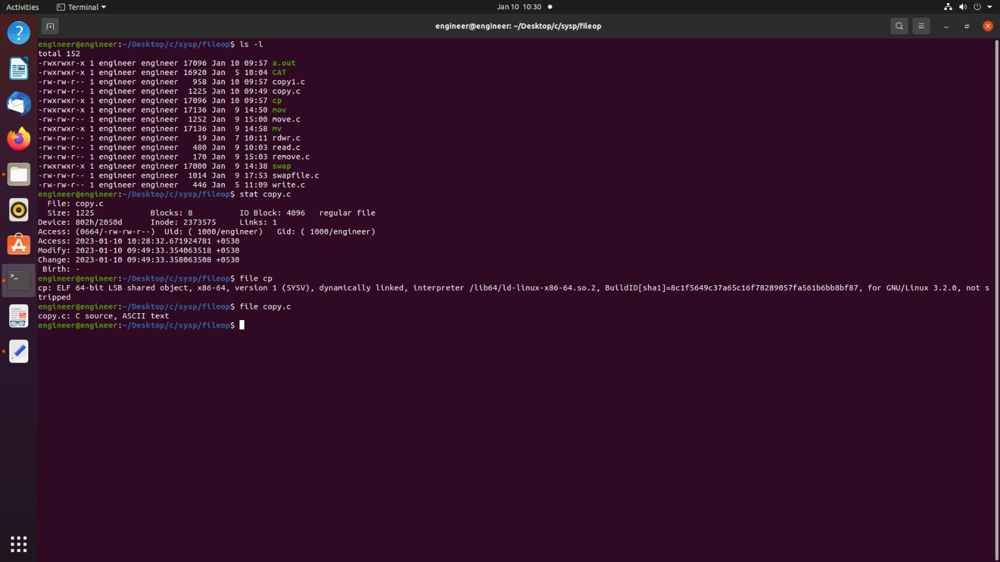 Activities
Terminal
Jan 10 10:30
engineer@engineer: ~/Desktop/c/sysp/fileop
engineer@engineer:~/Desktop/c/sysp/fileop$ ls -l
total 152
-rwxrwxr-x 1 engineer engineer 17096 Jan 10 09:57 a.out
-rwxrwxr-x 1 engineer engineer 16920 Jan  5 10:04 CAT
-rw-rw-r-- 1 engineer engineer   958 Jan 10 09:57 copy1.c
-rw-rw-r-- 1 engineer engineer  1225 Jan 10 09:49 copy.c
-rwxrwxr-x 1 engineer engineer 17096 Jan 10 09:57 cp
-rwxrwxr-x 1 engineer engineer 17136 Jan  9 14:50 mov
-rw-rw-r-- 1 engineer engineer  1252 Jan  9 15:00 move.c
-rwxrwxr-x 1 engineer engineer 17136 Jan  9 14:58 mv
-rw-rw-r-- 1 engineer engineer    19 Jan  7 10:11 rdwr.c
-rw-rw-r-- 1 engineer engineer   480 Jan  9 10:03 read.c
-rw-rw-r-- 1 engineer engineer   170 Jan  9 15:03 remove.c
-rwxrwxr-x 1 engineer engineer 17000 Jan  9 14:38 swap
-rw-rw-r-- 1 engineer engineer  1014 Jan  9 17:53 swapfile.c
-rw-rw-r-- 1 engineer engineer   446 Jan  5 11:09 write.c
engineer@engineer:~/Desktop/c/sysp/fileop$ stat copy.c
  File: copy.c
  Size: 1225            Blocks: 8          IO Block: 4096   regular file
Device: 802h/2050d      Inode: 2373575     Links: 1
Access: (0664/-rw-rw-r--)  Uid: ( 1000/engineer)   Gid: ( 1000/engineer)
Access: 2023-01-10 10:28:32.671924781 +0530
Modify: 2023-01-10 09:49:33.354063518 +0530
Change: 2023-01-10 09:49:33.358063508 +0530
 Birth: -
engineer@engineer:~/Desktop/c/sysp/fileop$ file cp
cp: ELF 64-bit LSB shared object, x86-64, version 1 (SYSV), dynamically linked, interpreter /lib64/ld-linux-x86-64.so.2, BuildID[sha1]=8c1f5649c37a65c16f78289057fa561b6bb8bf87, for GNU/Linux 3.2.0, not s
tripped
engineer@engineer:~/Desktop/c/sysp/fileop$ file copy.c
copy.c: C source, ASCII text
engineer@engineer:~/Desktop/c/sysp/fileop$